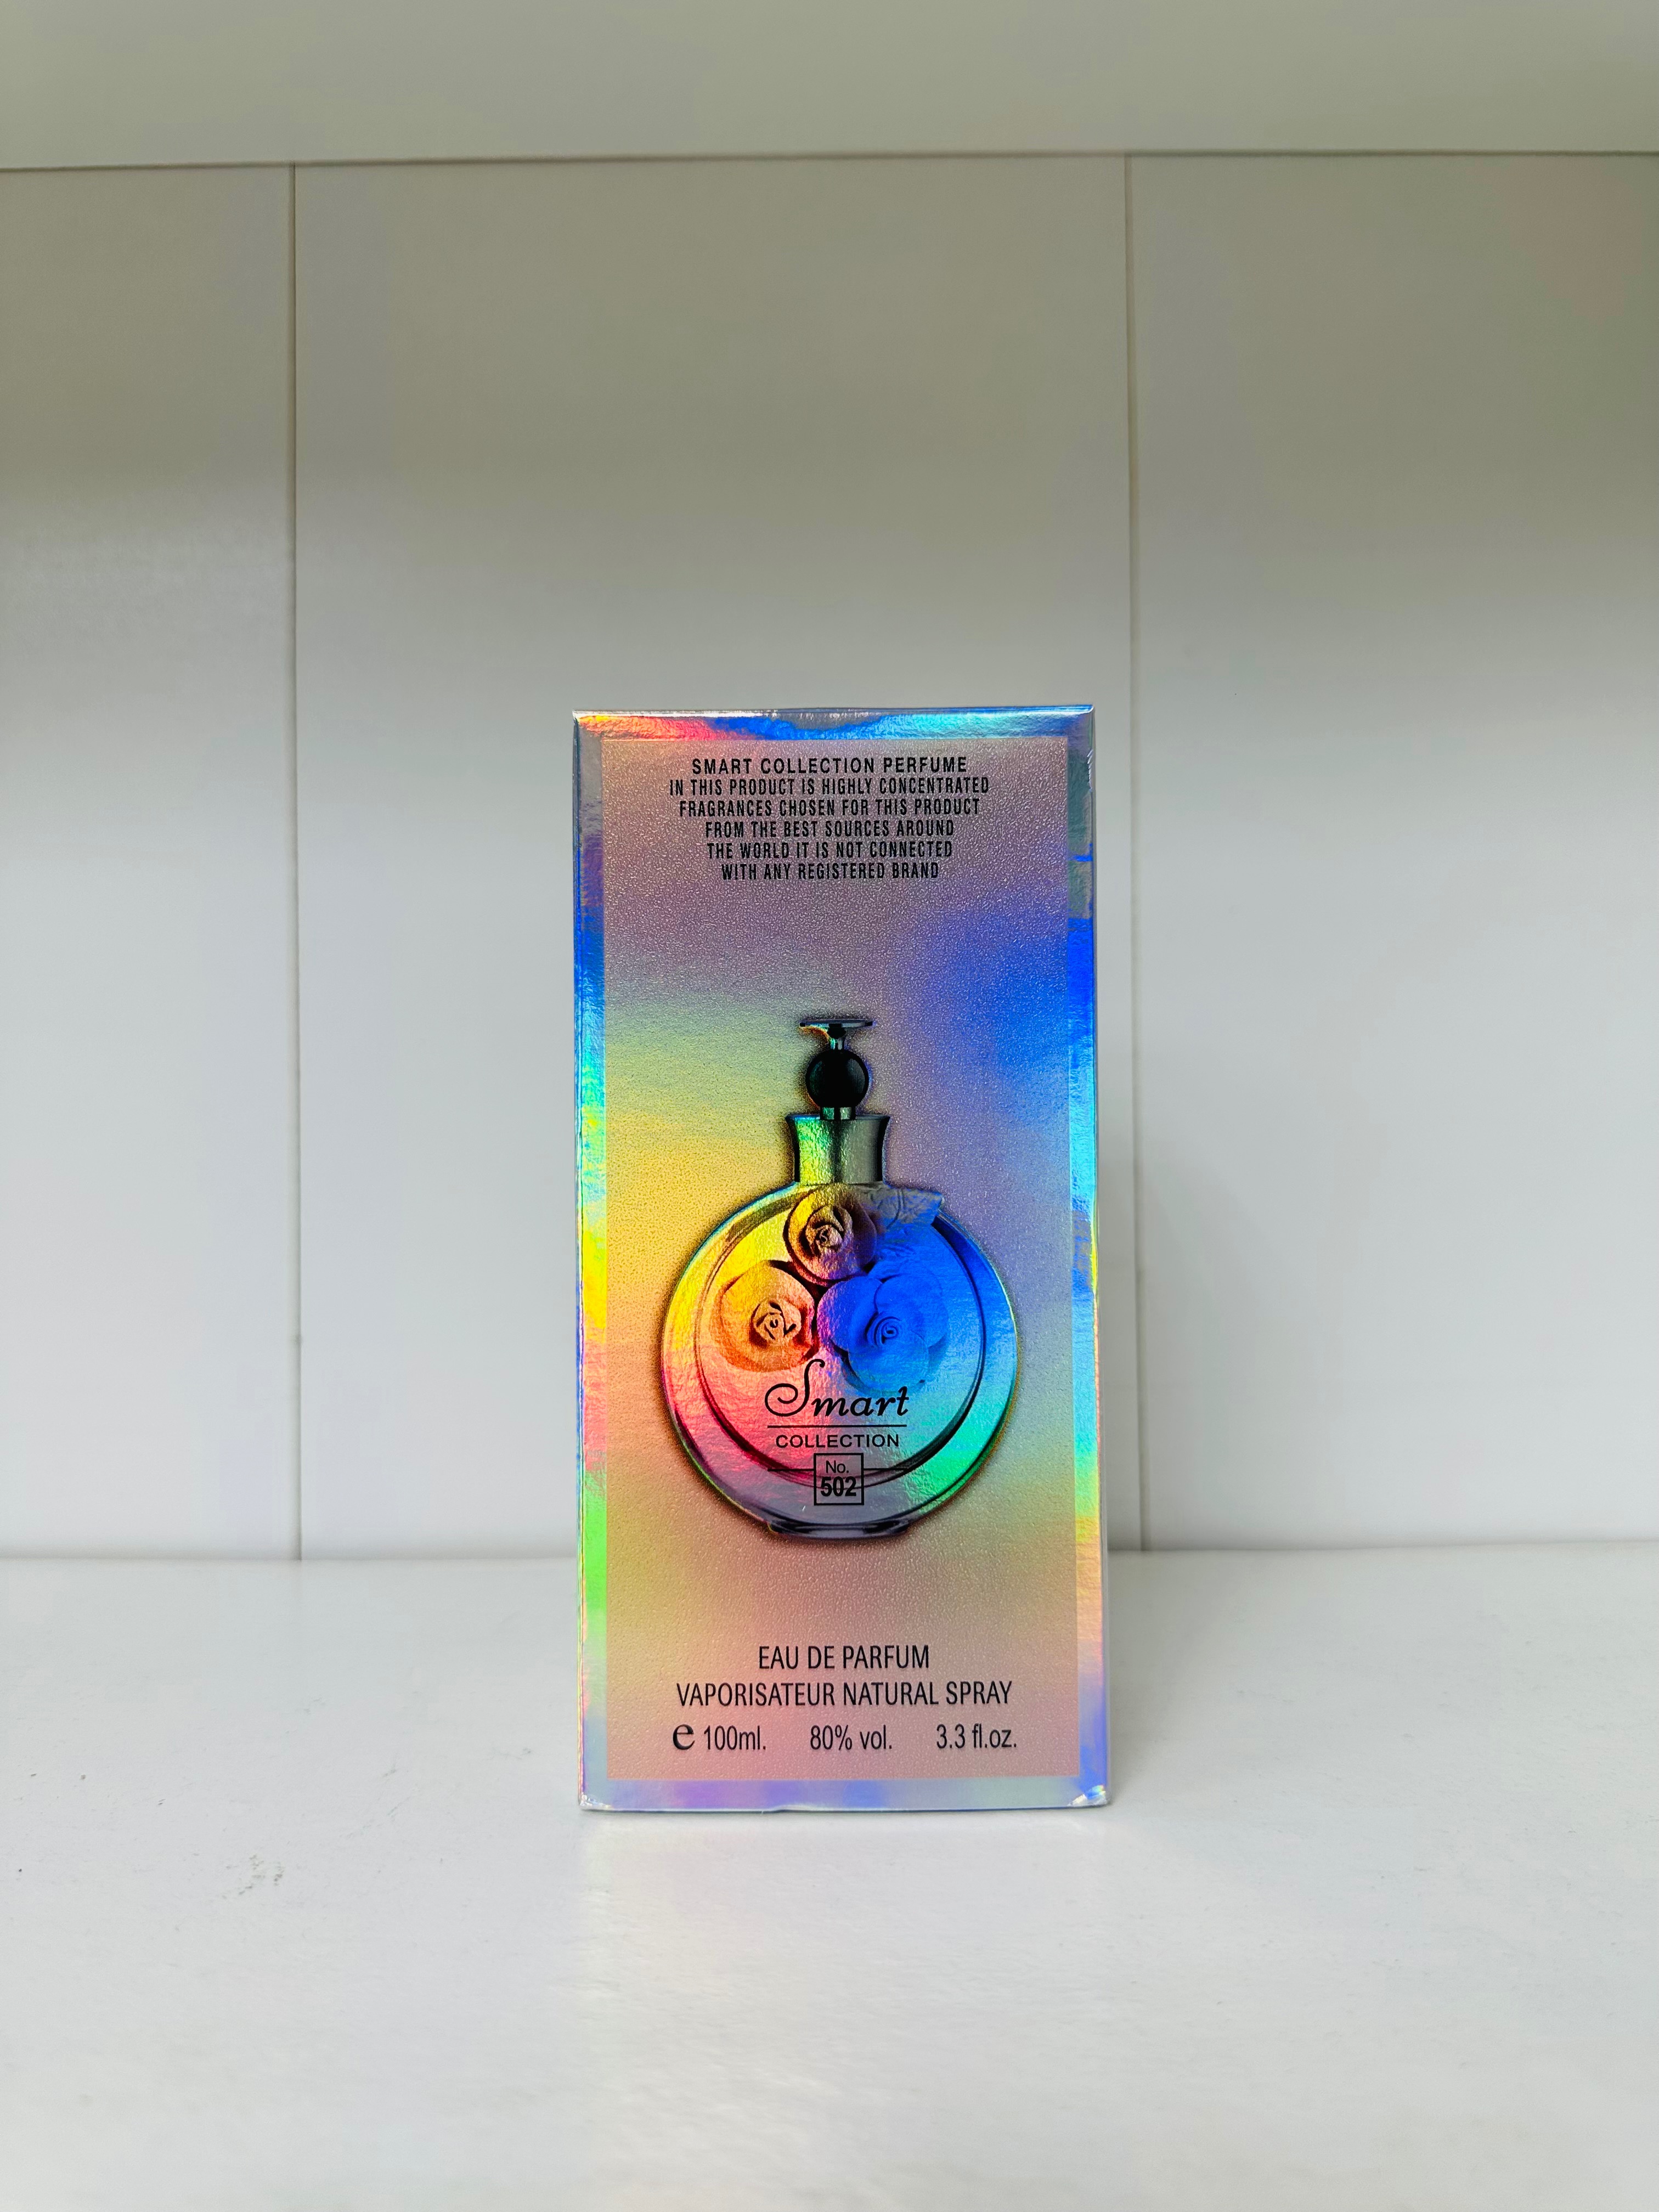 SMART COLLECTION PERFUME
IN THIS PRODUCT IS HIGHLY CONCENTRATED
FRAGRANCES CHOSEN FOR THIS PRODUCT
FROM THE BEST SOURCES AROUND
THE WORLD IT IS NOT CONNECTED
WITH ANY REGISTERED BRAND
Smart
COLLECTION
No.
502
EAU DE PARFUM
VAPORISATEUR NATURAL SPRAY
e 100ml. 80% vol. 3.3 fl.oz.